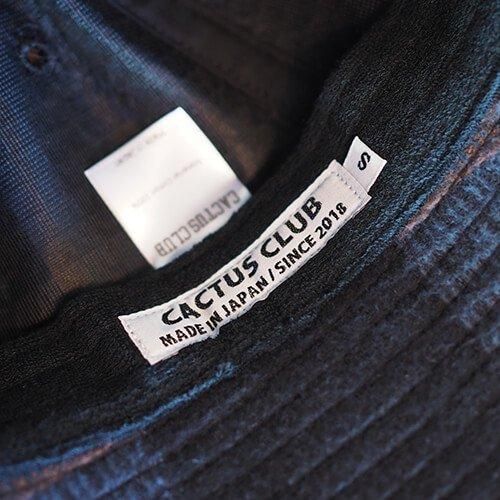 CACTUS CLUB
MADE IN JAPAN / SINCE 2018
S
CACTUS CLUB